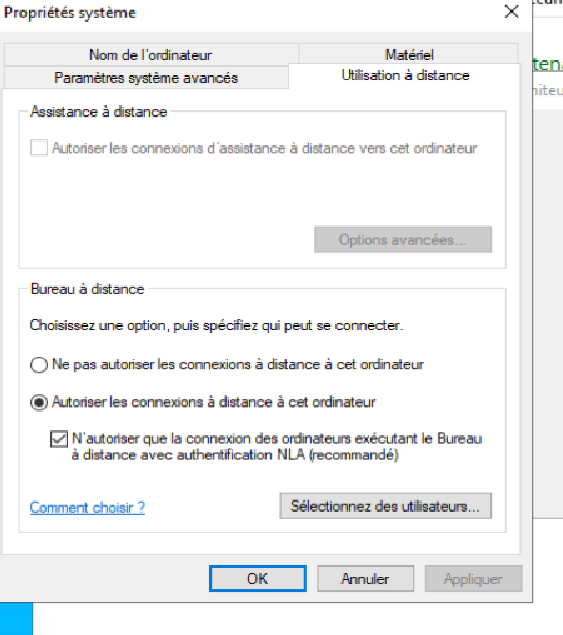 Propriétés système
Nom de l'ordinateur
Matériel
Paramètres système avancés
Utilisation à distance
Assistance à distance
Autoriser les connexions d'assistance à distance vers cet ordinateur
Options avancées...
Bureau à distance
Choisissez une option, puis spécifiez qui peut se connecter.
Ne pas autoriser les connexions à distance à cet ordinateur
Autoriser les connexions à distance à cet ordinateur
N'autoriser que la connexion des ordinateurs exécutant le Bureau
à distance avec authentification NLA (recommandé)
Comment choisir ?
Sélectionnez des utilisateurs...
OK
Annuler
Appliquer